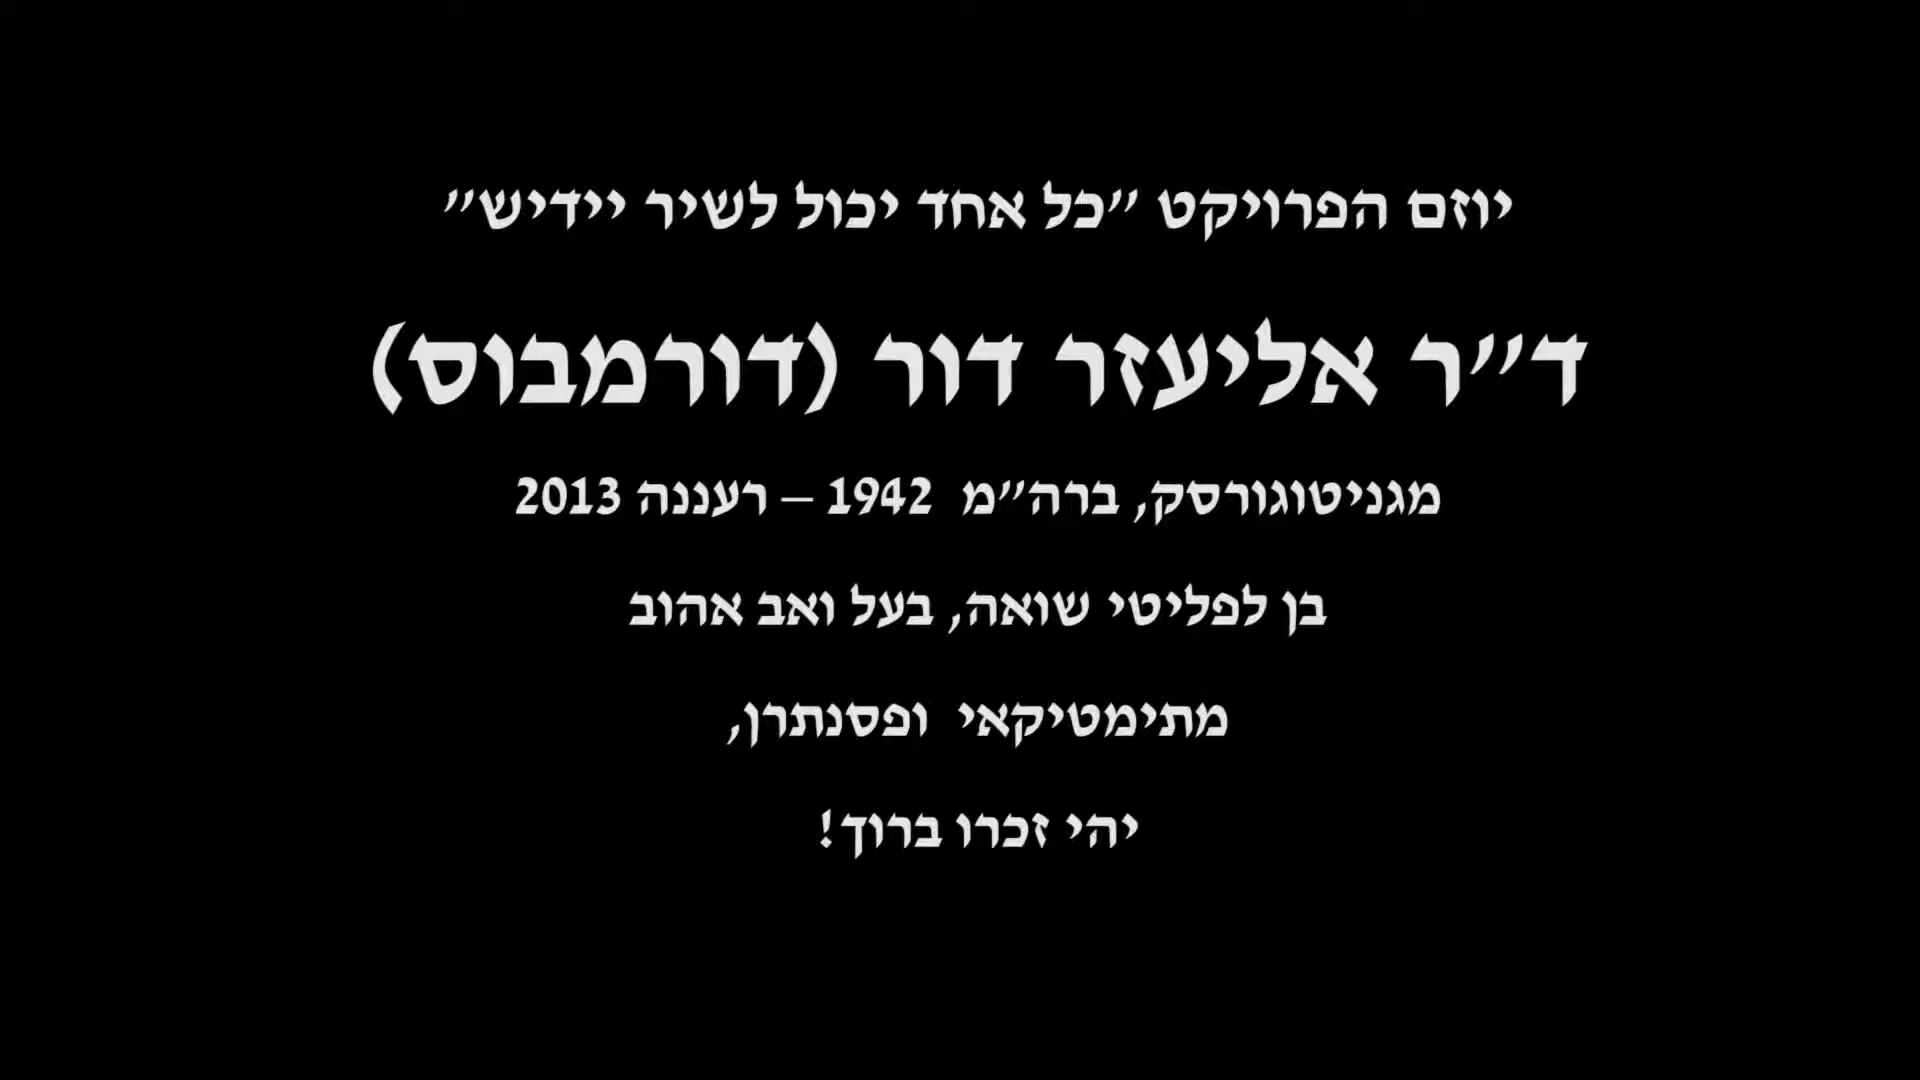 יוזם הפרויקט "כל אחד יכול לשיר יידיש"
ד"ר אליעזר דור (דורמבוס)
מגניטוגורסק, ברה"מ 1942 – רעננה 2013
בן לפליטי שואה, בעל ואב אהוב
מתימטיקאי ופסנתרן,
יהי זכרו ברוך!